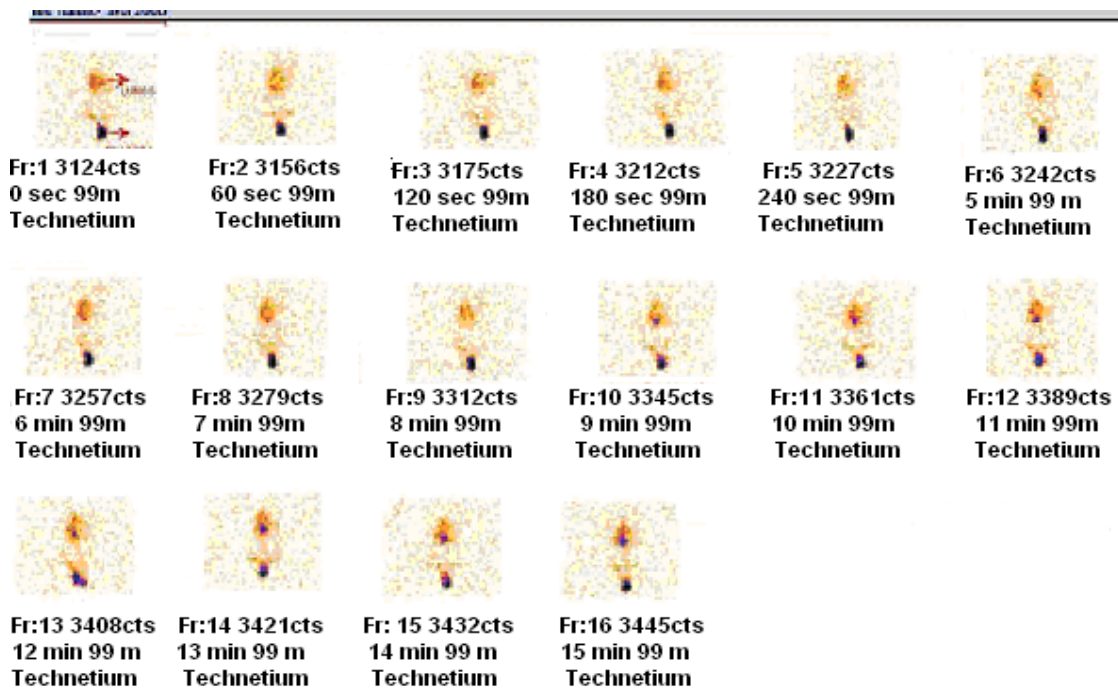 Fr:1 3124cts
0 sec 99m
Technetium
Fr:2 3156cts
60 sec 99m
Technetium
Fr:3 3175cts
120 sec 99m
Technetium
Fr:4 3212cts
180 sec 99m
Technetium
Fr:5 3227cts
240 sec 99m
Technetium
Fr:6 3242cts
5 min 99 m
Technetium
Fr:7 3257cts
6 min 99m
Technetium
Fr:8 3279cts
7 min 99m
Technetium
Fr:9 3312cts
8 min 99m
Technetium
Fr:10 3345cts
9 min 99m
Technetium
Fr:11 3361cts
10 min 99m
Technetium
Fr:12 3389cts
11 min 99m
Technetium
Fr:13 3408cts
12 min 99 m
Technetium
Fr:14 3421cts
13 min 99 m
Technetium
Fr: 15 3432cts
14 min 99 m
Technetium
Fr:16 3445cts
15 min 99 m
Technetium